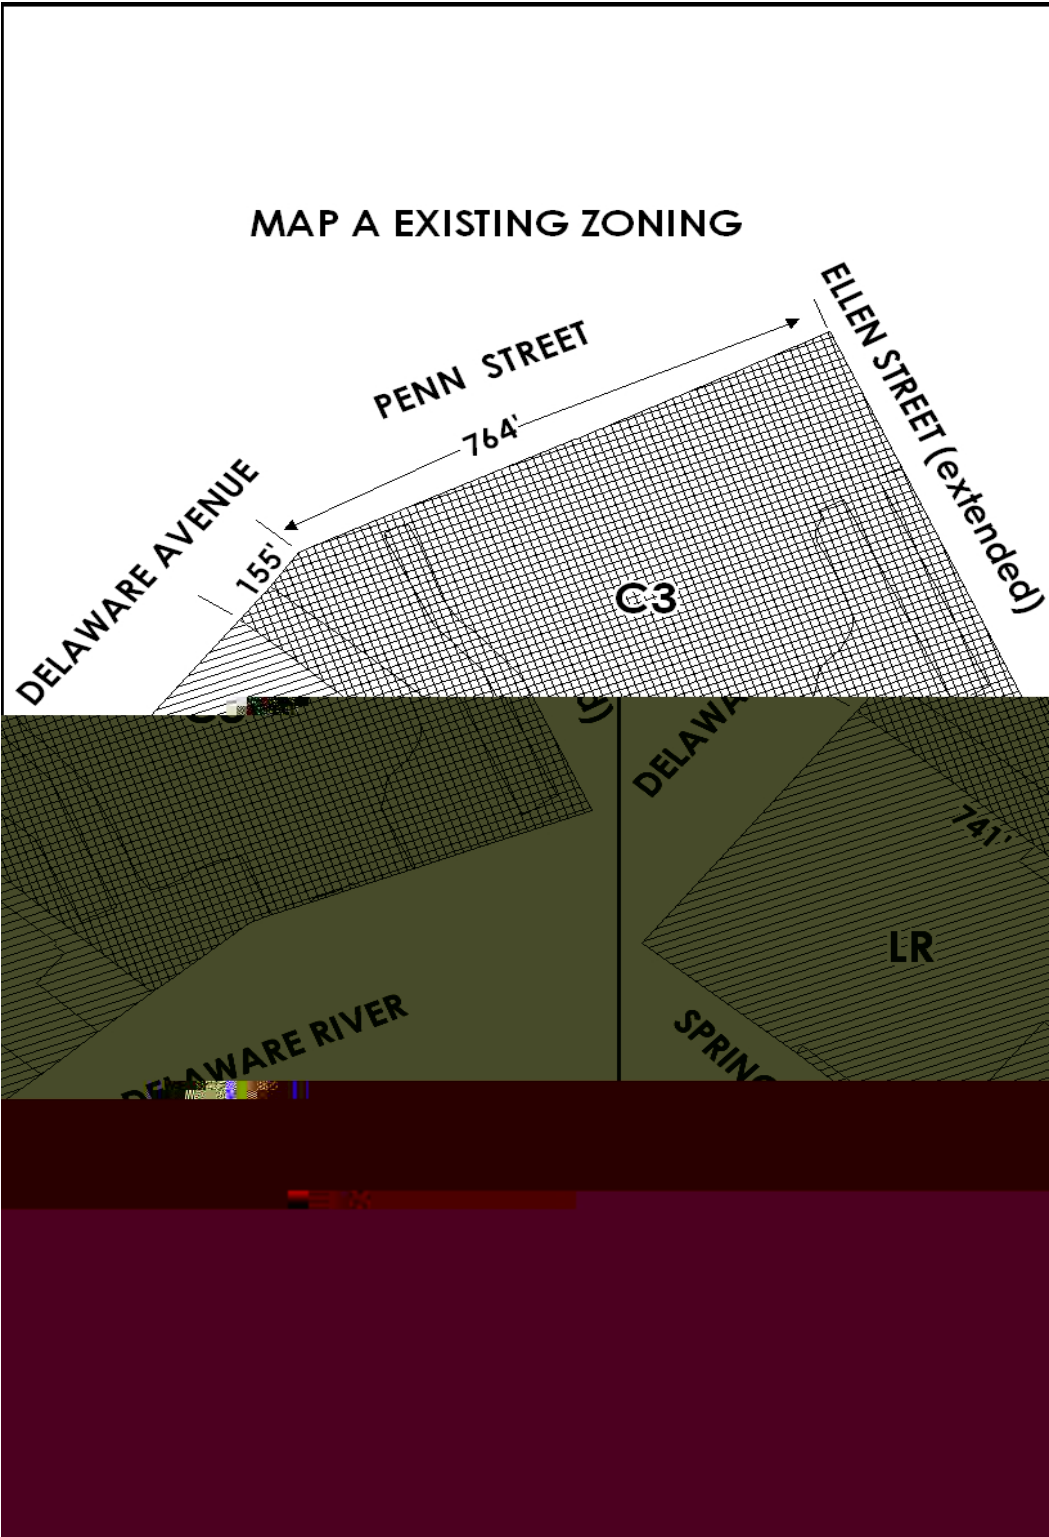 MAP A EXISTING ZONING
ELLEN STREET (extended)
PENN STREET
764'
DELAWARE AVENUE
155'
C3
741'
LR
DELAWARE RIVER